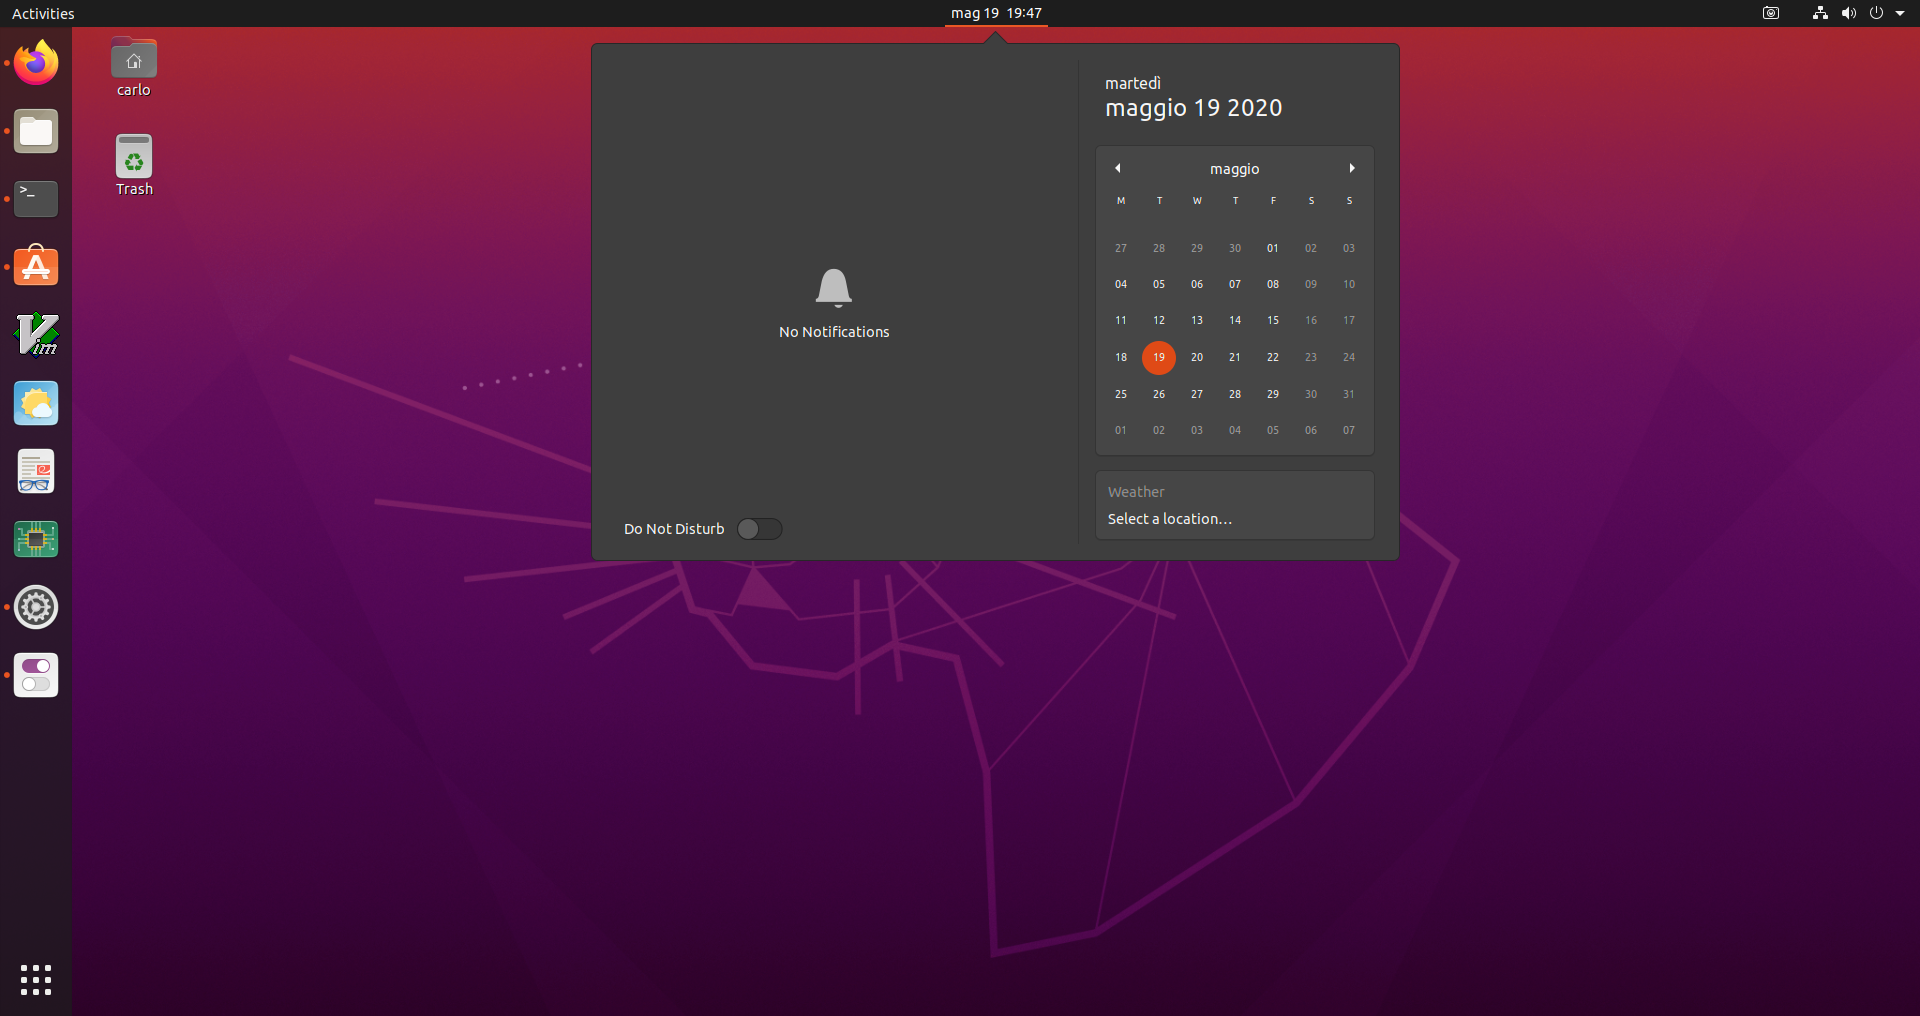 Activities
mag 19 19:47
carlo
Trash
>_
Vim
No Notifications
Do Not Disturb
martedì
maggio 19 2020
maggio
M T W T F S S
27 28 29 30 01 02 03
04 05 06 07 08 09 10
11 12 13 14 15 16 17
18 19 20 21 22 23 24
25 26 27 28 29 30 31
01 02 03 04 05 06 07
Weather
Select a location…